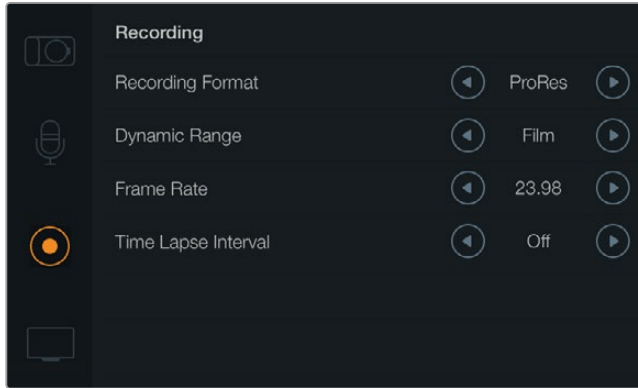 Recording
Recording Format ProRes
Dynamic Range Film
Frame Rate 23.98
Time Lapse Interval Off